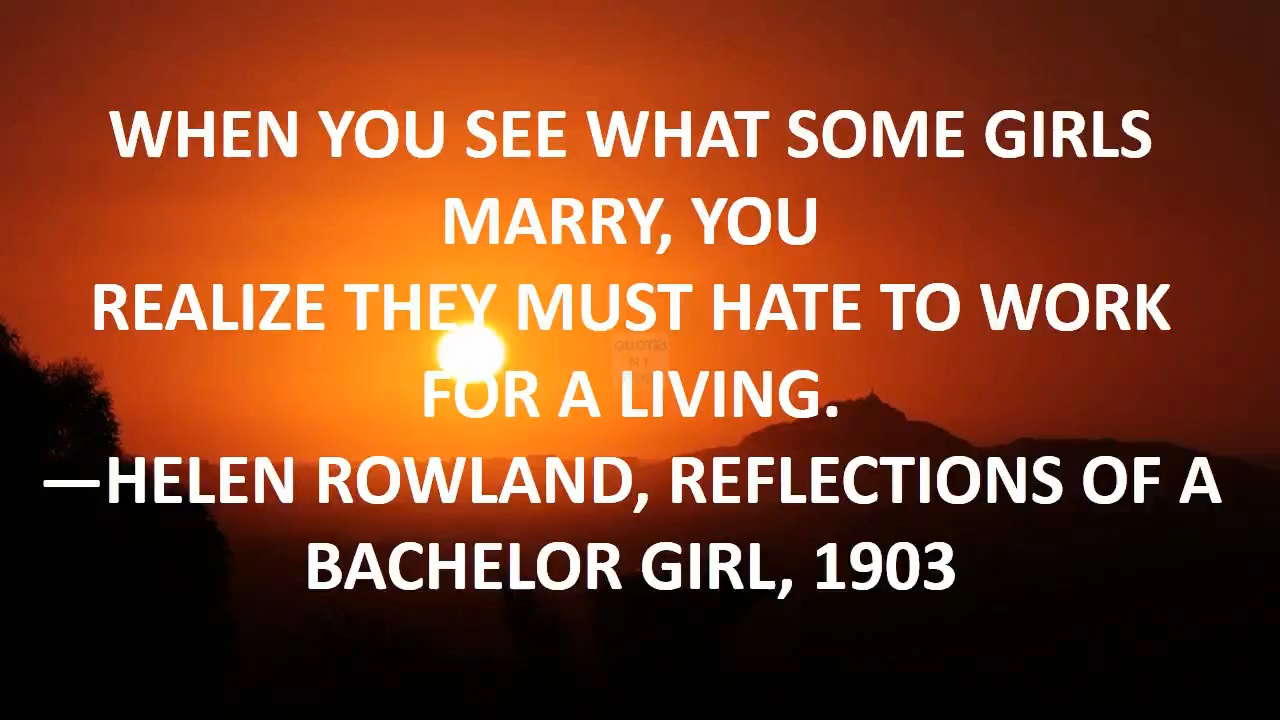 WHEN YOU SEE WHAT SOME GIRLS
MARRY, YOU
REALIZE THEY MUST HATE TO WORK
QUOTES
FOR A LIVING.
—HELEN ROWLAND, REFLECTIONS OF A
BACHELOR GIRL, 1903